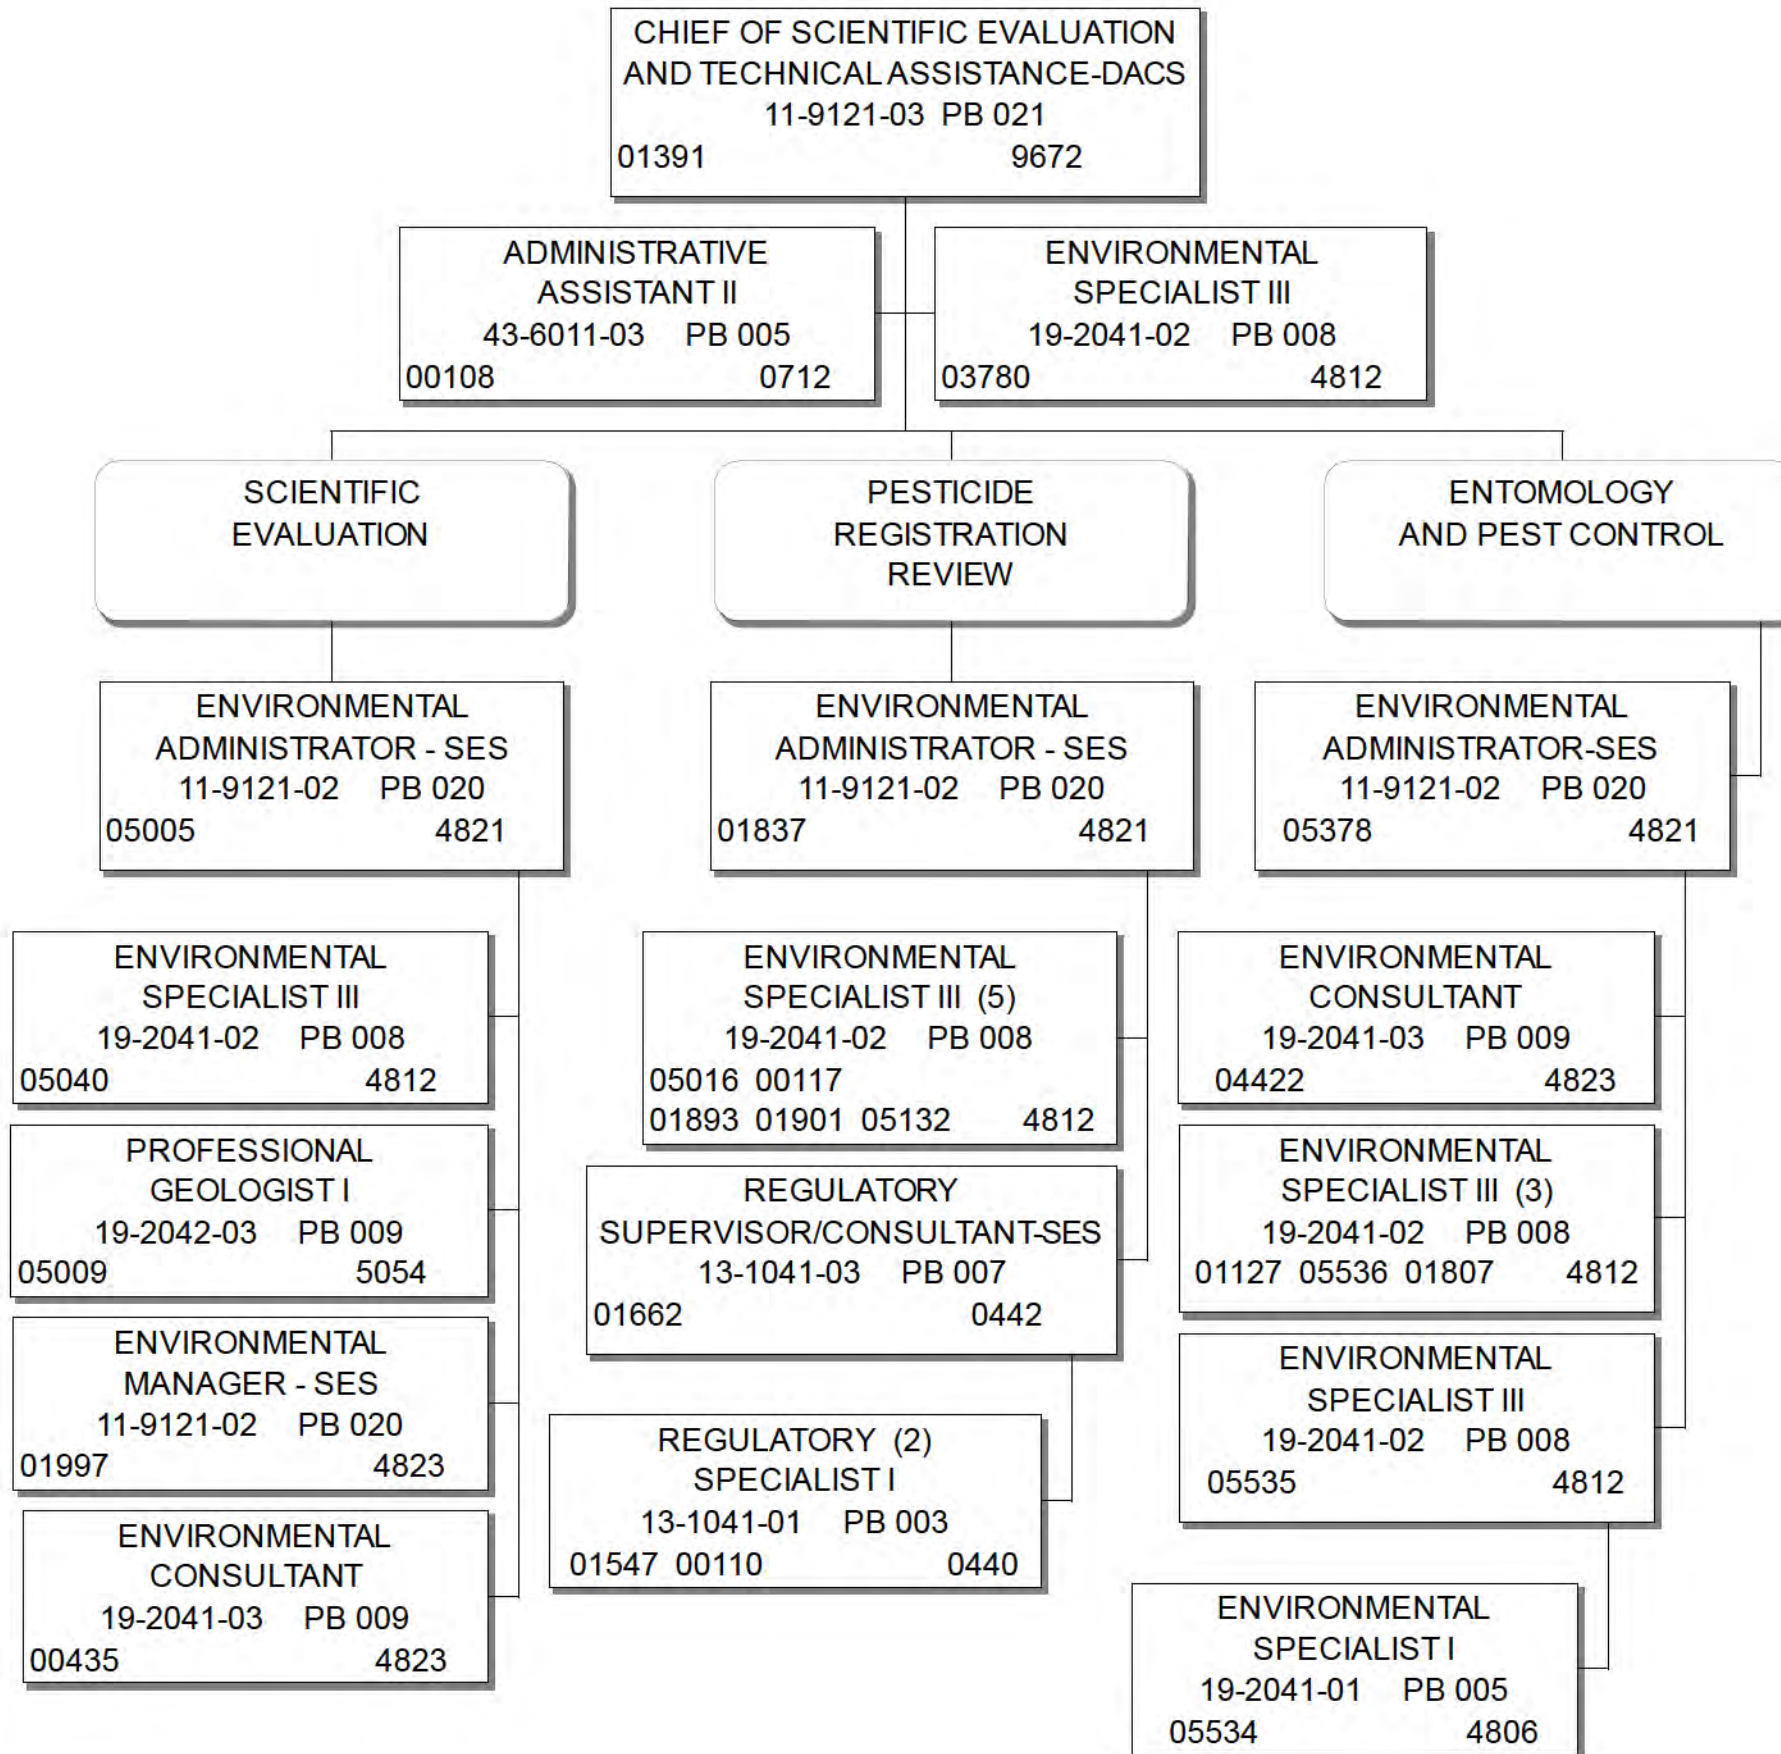 CHIEF OF SCIENTIFIC EVALUATION
AND TECHNICAL ASSISTANCE-DACS
11-9121-03 PB 021
01391 9672
ADMINISTRATIVE
ASSISTANT II
43-6011-03 PB 005
00108 0712
ENVIRONMENTAL
SPECIALIST III
19-2041-02 PB 008
03780 4812
SCIENTIFIC
EVALUATION
PESTICIDE
REGISTRATION
REVIEW
ENTOMOLOGY
AND PEST CONTROL
ENVIRONMENTAL
ADMINISTRATOR - SES
11-9121-02 PB 020
05005 4821
ENVIRONMENTAL
ADMINISTRATOR - SES
11-9121-02 PB 020
01837 4821
ENVIRONMENTAL
ADMINISTRATOR-SES
11-9121-02 PB 020
05378 4821
ENVIRONMENTAL
SPECIALIST III
19-2041-02 PB 008
05040 4812
PROFESSIONAL
GEOLOGIST I
19-2042-03 PB 009
05009 5054
ENVIRONMENTAL
MANAGER - SES
11-9121-02 PB 020
01997 4823
ENVIRONMENTAL
CONSULTANT
19-2041-03 PB 009
00435 4823
ENVIRONMENTAL
SPECIALIST III (5)
19-2041-02 PB 008
05016 00117
01893 01901 05132 4812
REGULATORY
SUPERVISOR/CONSULTANT-SES
13-1041-03 PB 007
01662 0442
REGULATORY (2)
SPECIALIST I
13-1041-01 PB 003
01547 00110 0440
ENVIRONMENTAL
CONSULTANT
19-2041-03 PB 009
04422 4823
ENVIRONMENTAL
SPECIALIST III (3)
19-2041-02 PB 008
01127 05536 01807 4812
ENVIRONMENTAL
SPECIALIST III
19-2041-02 PB 008
05535 4812
ENVIRONMENTAL
SPECIALIST I
19-2041-01 PB 005
05534 4806